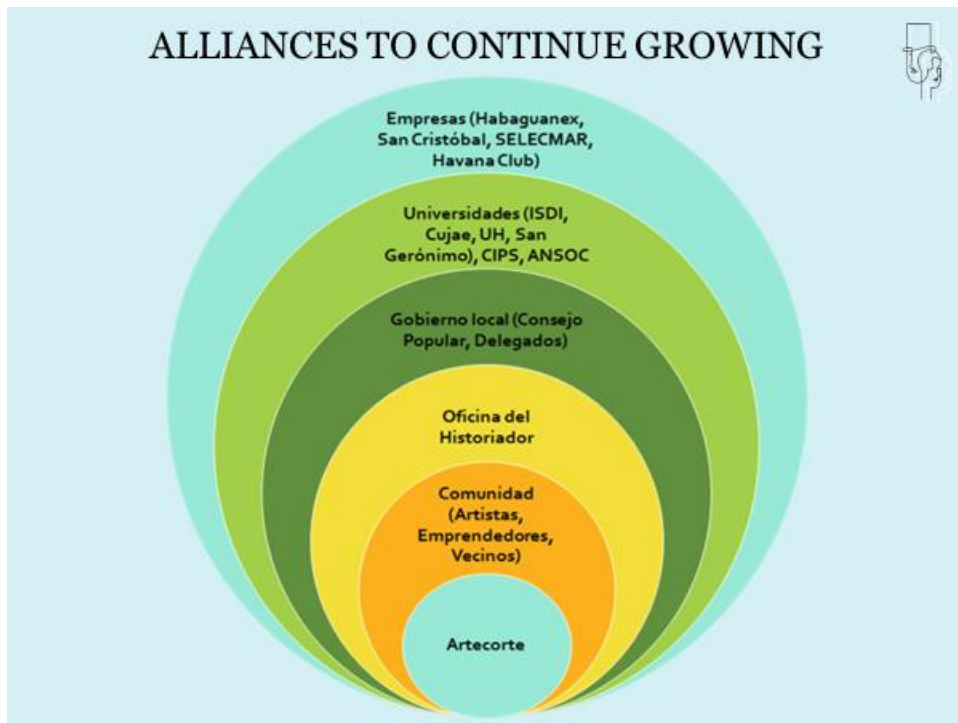 ALLIANCES TO CONTINUE GROWING
Empresas (Habaguanex,
San Cristóbal, SELECMAR,
Havana Club)
Universidades (ISDI,
Cujae, UH, San
Gerónimo), CIPS, ANSOC
Gobierno local (Consejo
Popular, Delegados)
Oficina del
Historiador
Comunidad
(Artistas,
Emprendedores,
Vecinos)
Artecorte